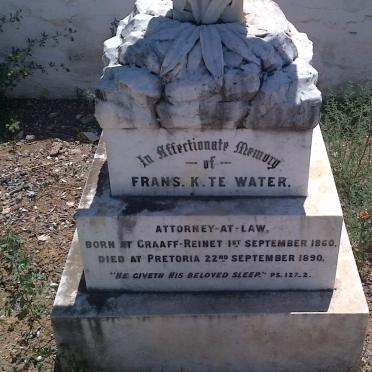 In Affectionate Memory
of
FRANS. K. TE WATER.
ATTORNEY-AT-LAW,
BORN AT GRAAFF-REINET 1ST SEPTEMBER 1860.
DIED AT PRETORIA 22ND SEPTEMBER 1890.
"HE GIVETH HIS BELOVED SLEEP." PS. 127. 2.